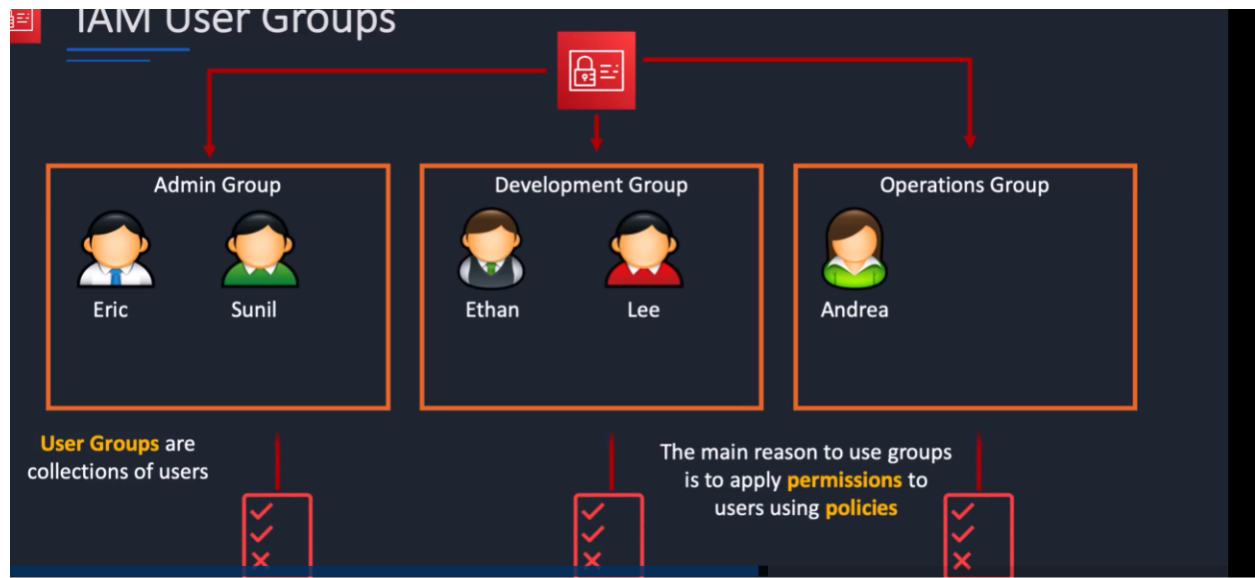 IAM User Groups
Admin Group
Development Group
Operations Group
Eric
Sunil
Ethan
Lee
Andrea
User Groups are
collections of users
The main reason to use groups
is to apply permissions to
users using policies